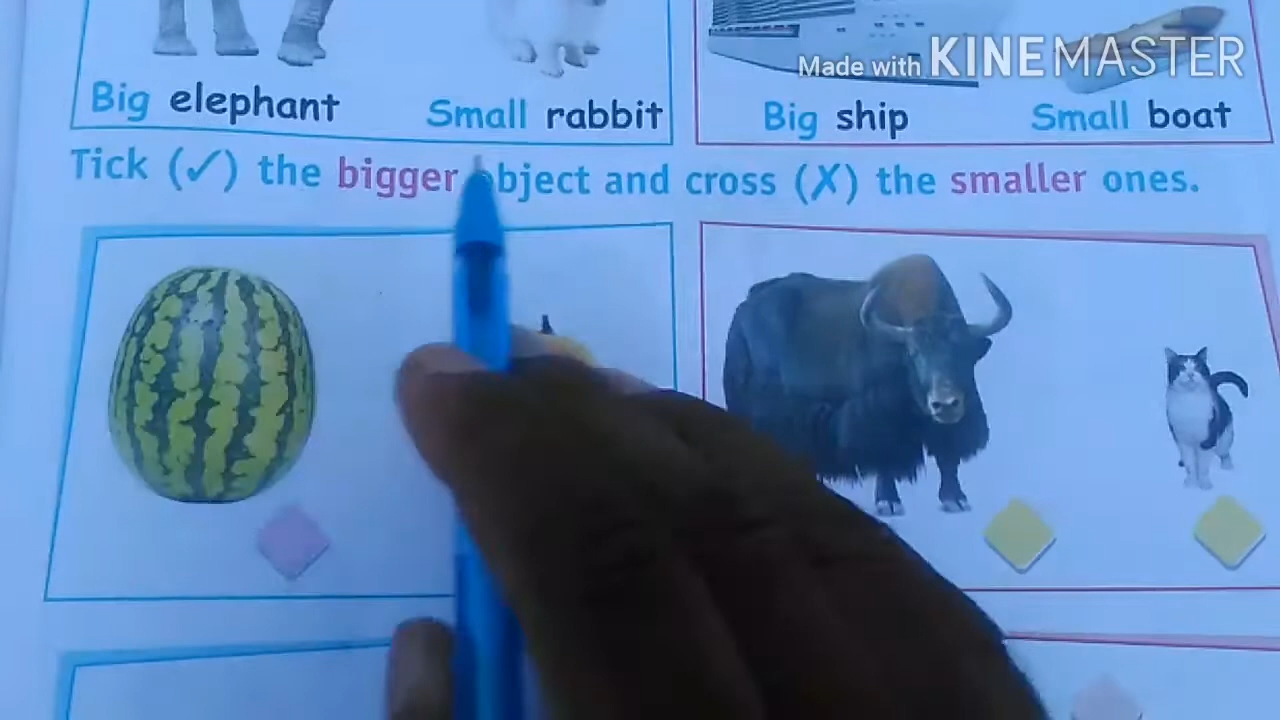 Made with KINEMASTER
Big elephant Small rabbit Big ship Small boat
Tick (✓) the bigger object and cross (✗) the smaller ones.